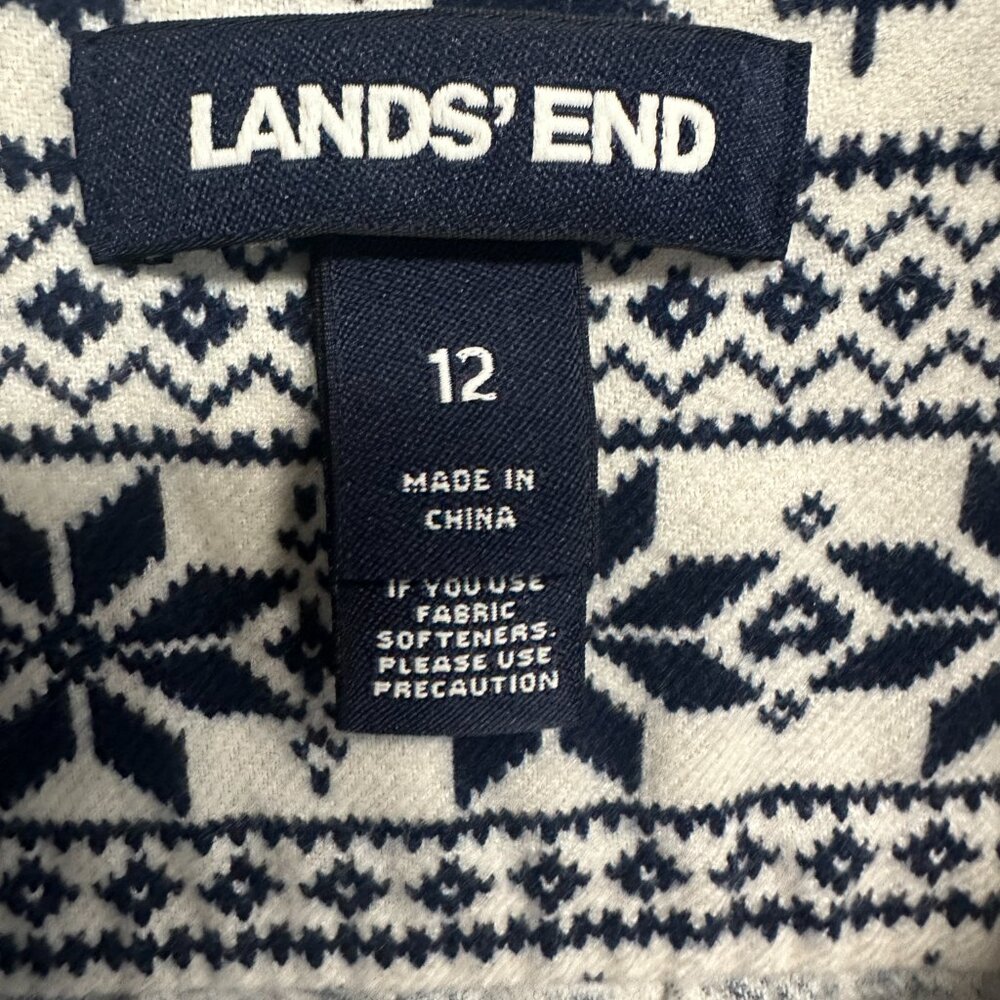 LANDS' END
12
MADE IN
CHINA
IF YOU USE
FABRIC
SOFTENERS.
PLEASE USE
PRECAUTION